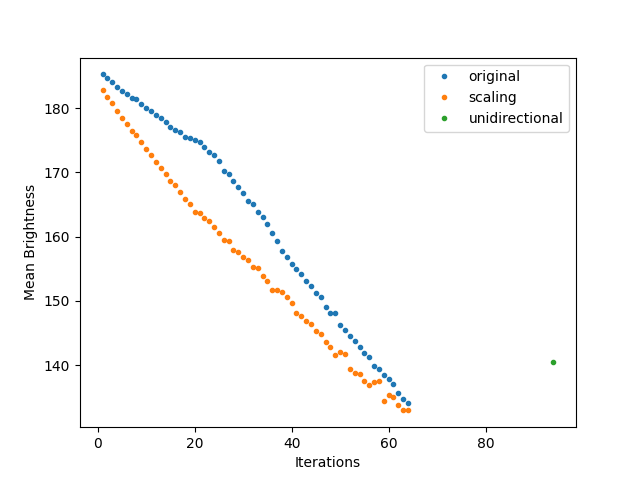 original
scaling
unidirectional
180
170
160
150
140
Mean Brightness
0 20 40 60 80
Iterations